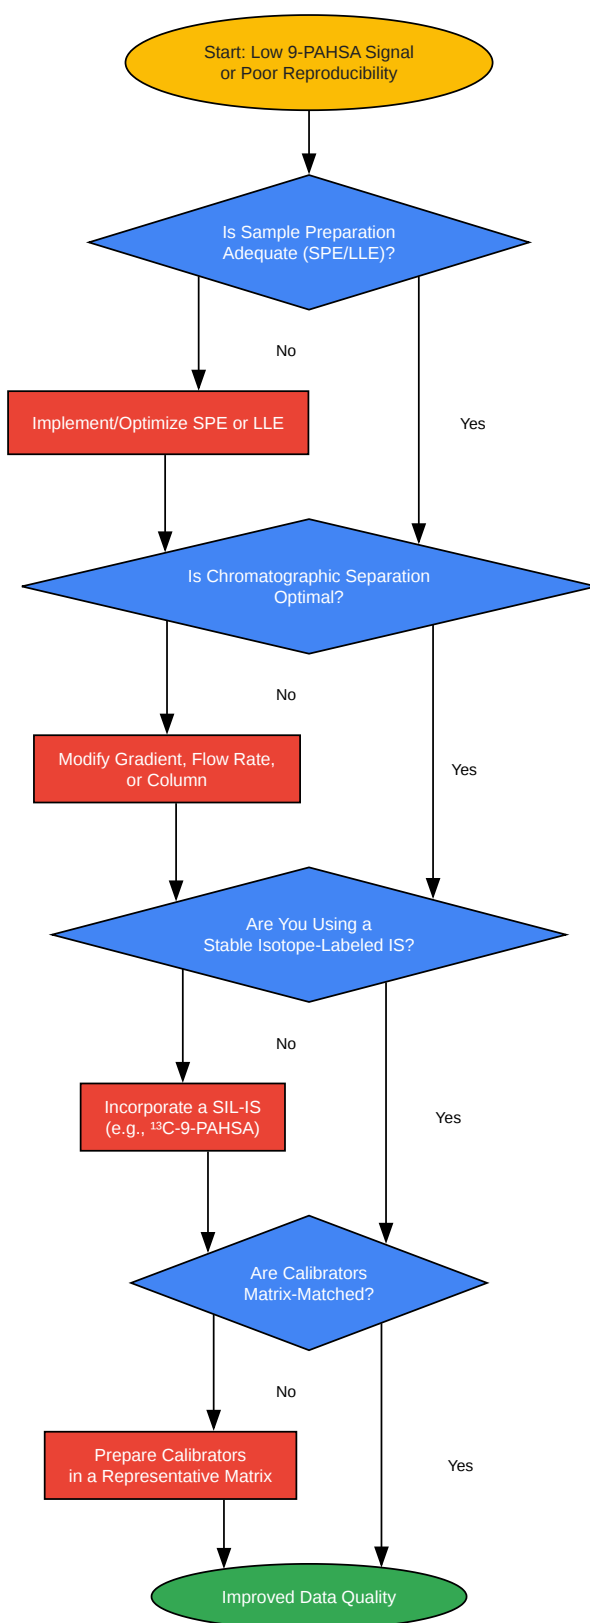 Start: Low 9-PAHSA Signal
or Poor Reproducibility
Is Sample Preparation
Adequate (SPE/LLE)?
No
Implement/Optimize SPE or LLE
Yes
Is Chromatographic Separation
Optimal?
No
Modify Gradient, Flow Rate,
or Column
Yes
Are You Using a
Stable Isotope-Labeled IS?
No
Incorporate a SIL-IS
(e.g., ¹³C-9-PAHSA)
Yes
Are Calibrators
Matrix-Matched?
No
Prepare Calibrators
in a Representative Matrix
Yes
Improved Data Quality